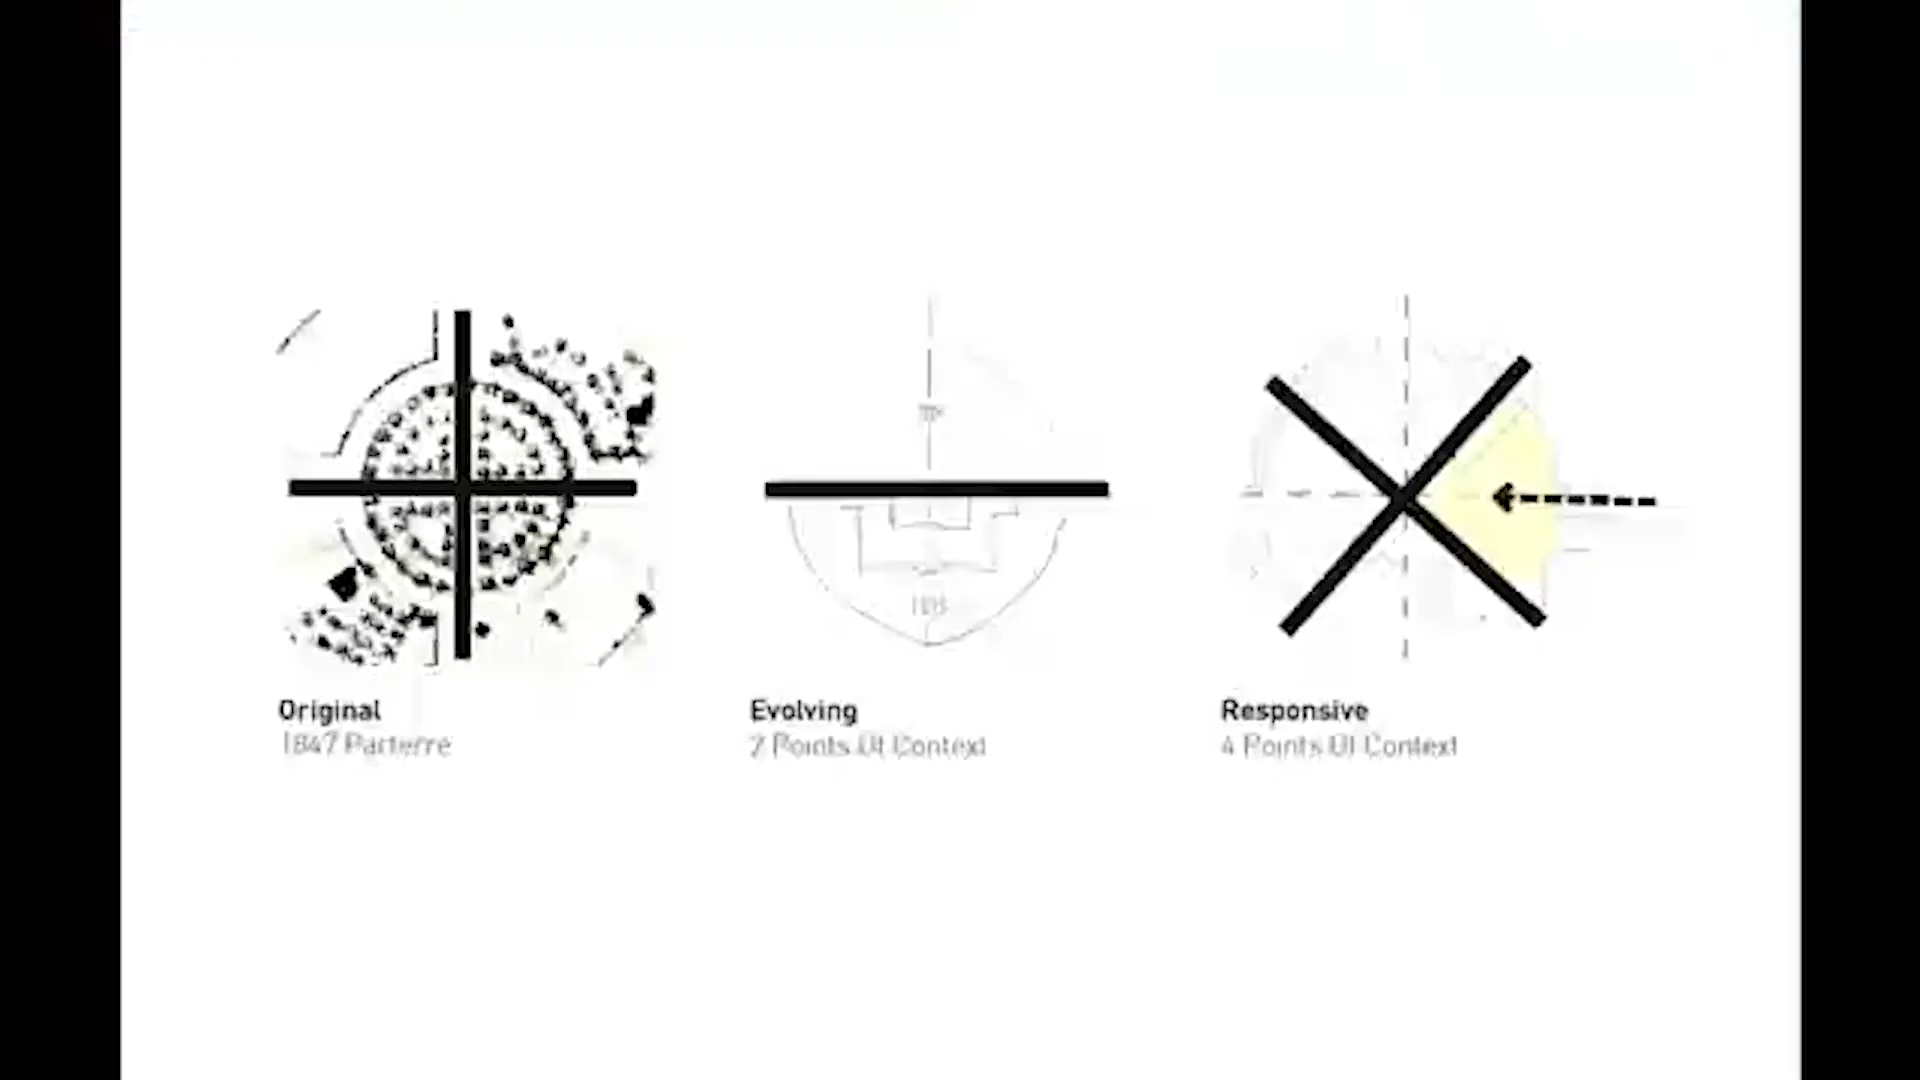 Original
1847 Parterre
Evolving
2 Points Of Context
Responsive
4 Points Of Context